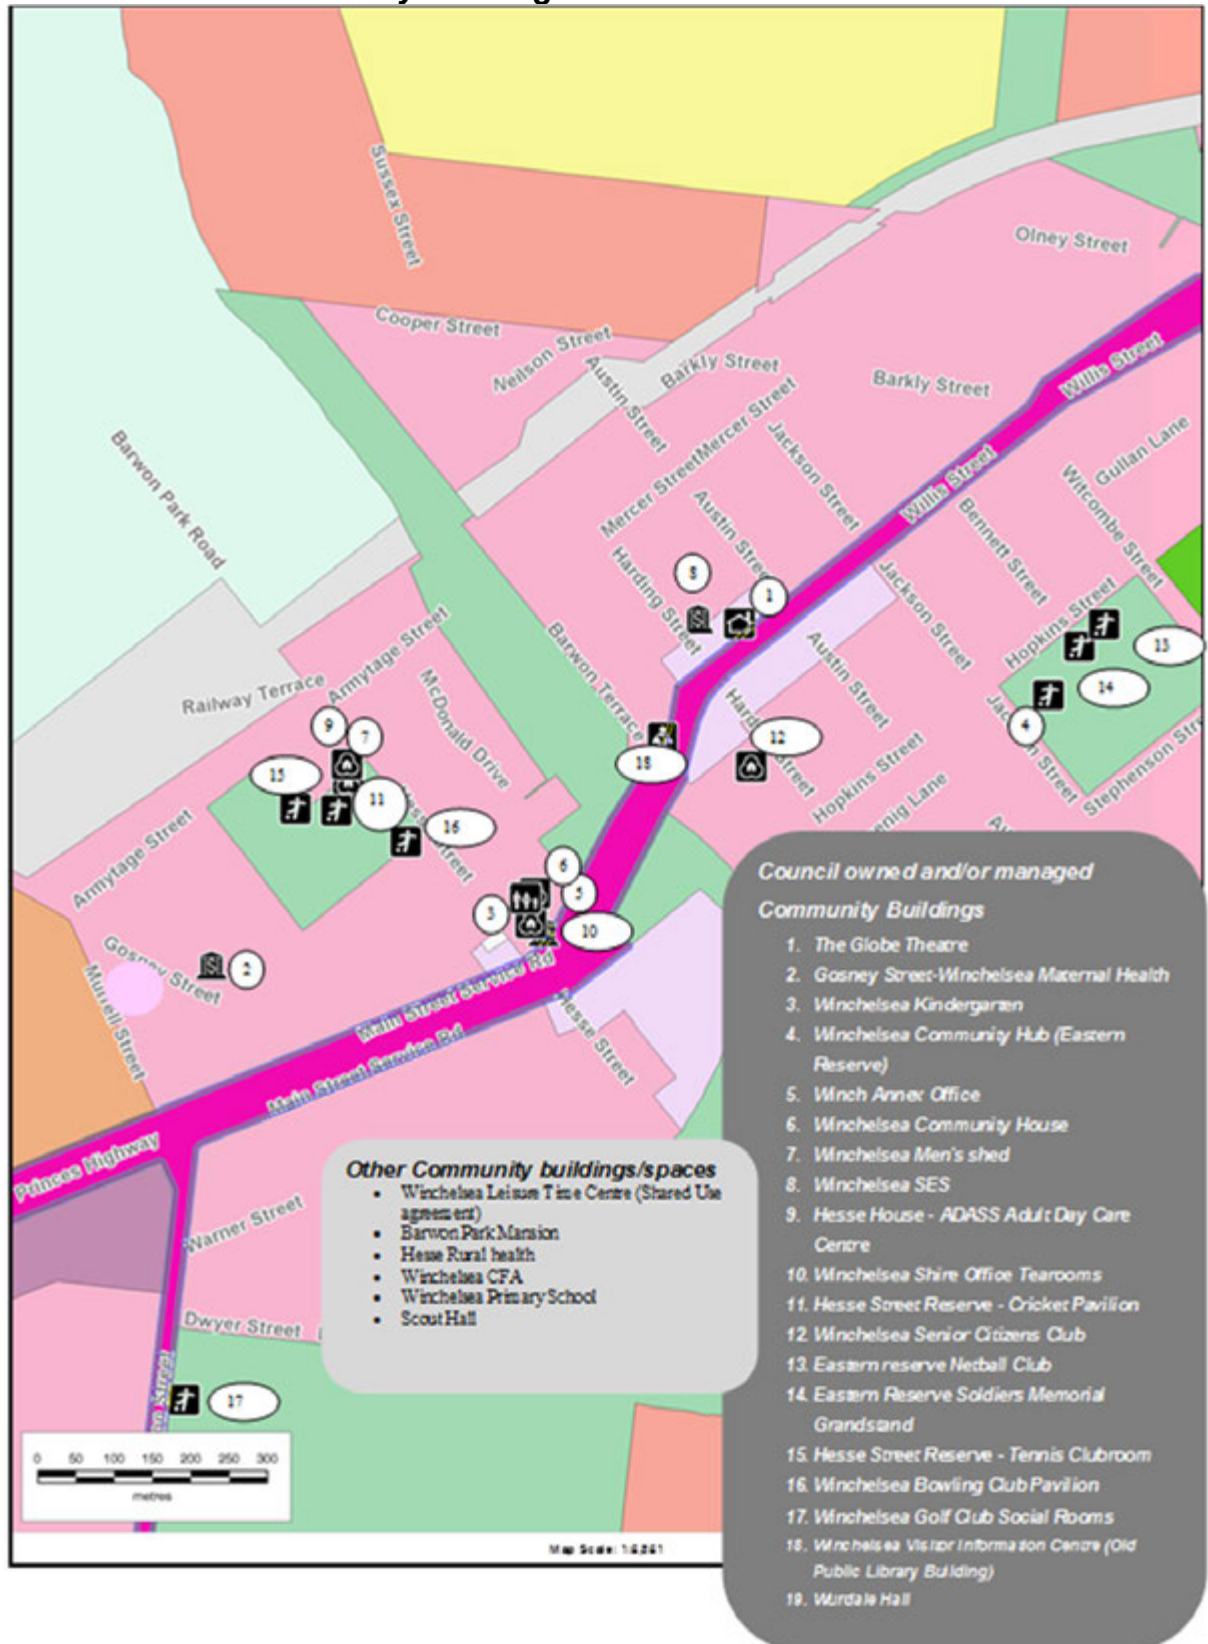 Sussex Street
Olney Street
Cooper Street
Neilson Street
Austin Street
Barkly Street
Barkly Street
Willis Street
Mercer Street
Mercer Street
Jackson Street
Gullan Lane
Witcombe Street
Barwon Park Road
Willis Street
Bennett Street
Austin Street
Harding Street
8
1
Jackson Street
Hopkins Street
13
Armytage Street
Barwon Terrace
Austin Street
14
Railway Terrace
McDonald Drive
4
9
7
12
18
Stephenson
15
11
Hopkins Street
16
Armytage Street
6
3
5
10
Gosney Street
2
Murrell Street
Main Street Service Rd
Main Street Service Rd
Hesse Street
Princes Highway
Warner Street
Dwyer Street
17
Council owned and/or managed
Community Buildings
1. The Globe Theatre
2. Gosney Street-Winchelsea Maternal Health
3. Winchelsea Kindergarten
4. Winchelsea Community Hub (Eastern
Reserve)
5. Winch Annex Office
6. Winchelsea Community House
7. Winchelsea Men's shed
8. Winchelsea SES
9. Hesse House - ADASS Adult Day Care
Centre
10. Winchelsea Shire Office Tearooms
11. Hesse Street Reserve - Cricket Pavilion
12. Winchelsea Senior Citizens Club
13. Eastern reserve Netball Club
14. Eastern Reserve Soldiers Memorial
Grandstand
15. Hesse Street Reserve - Tennis Clubroom
16. Winchelsea Bowling Club Pavilion
17. Winchelsea Golf Club Social Rooms
18. Winchelsea Visitor Information Centre (Old
Public Library Building)
19. Wurdale Hall
Other Community buildings/spaces
• Winchelsea Leisure Time Centre (Shared Use
agreement)
• Barwon Park Mansion
• Hesse Rural health
• Winchelsea CFA
• Winchelsea Primary School
• Scout Hall
0 50 100 150 200 250 300
metres
Map Scale: